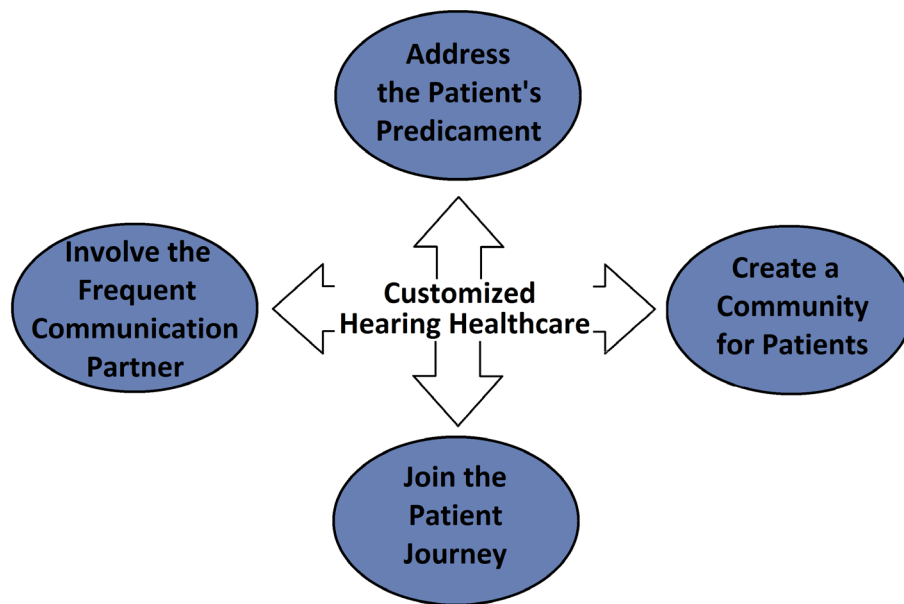 Address
the Patient's
Predicament
Involve the
Frequent
Communication
Partner
Customized
Hearing Healthcare
Create a
Community
for Patients
Join the
Patient
Journey